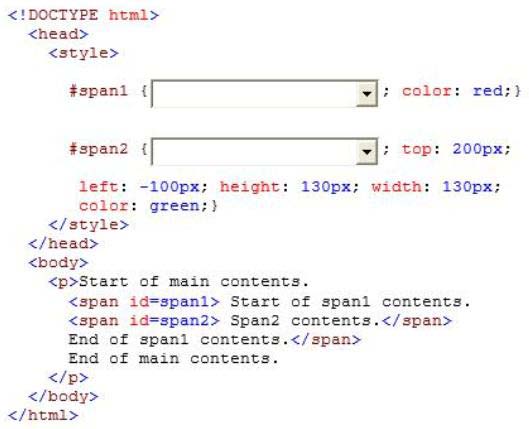 <!DOCTYPE html>
<head>
<style>
#span1 { ; color: red;}
#span2 { ; top: 200px;
left: -100px; height: 130px; width: 130px;
color: green;}
</style>
</head>
<body>
<p>Start of main contents.
<span id=span1> Start of span1 contents.
<span id=span2> Span2 contents.</span>
End of span1 contents.</span>
End of main contents.
</p>
</body>
</html>